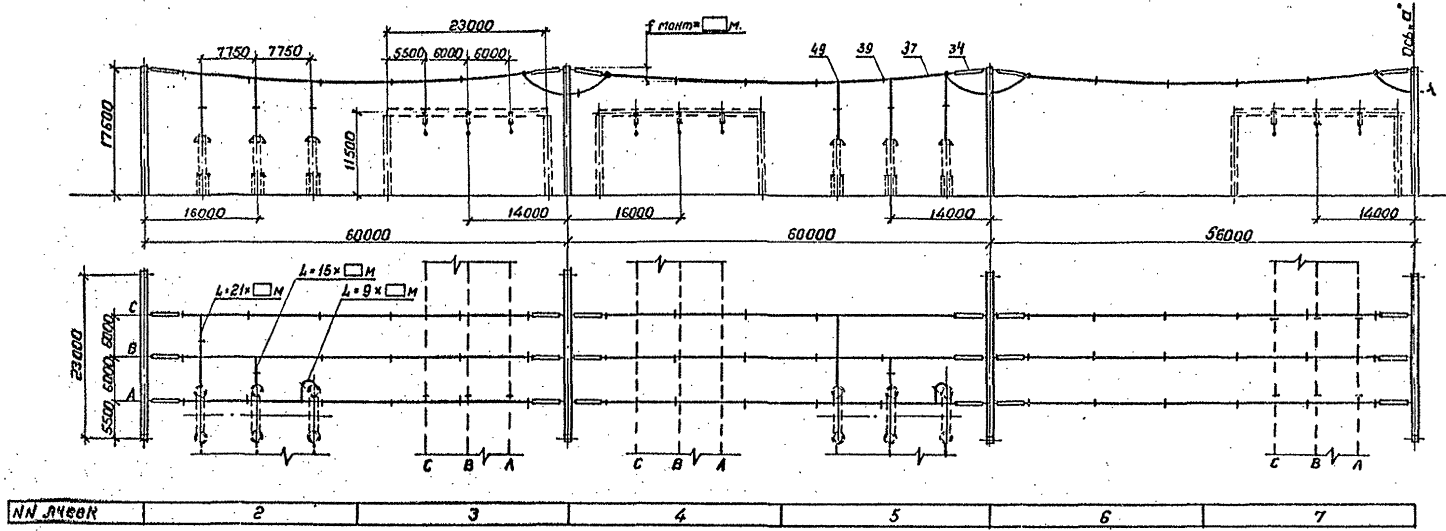 23000
f монт=□ м.
7750 7750
5500 6000 6000
49 39 37 34
Ось "а"
17600
11500
16000 14000 16000 14000 14000
60000 60000 56000
L=21×□ м
L=15×□ м
L=9×□ м
C
B
A
23000
5500 6000 6000
C B A C B A C B A
NN ячеек 2 3 4 5 6 7